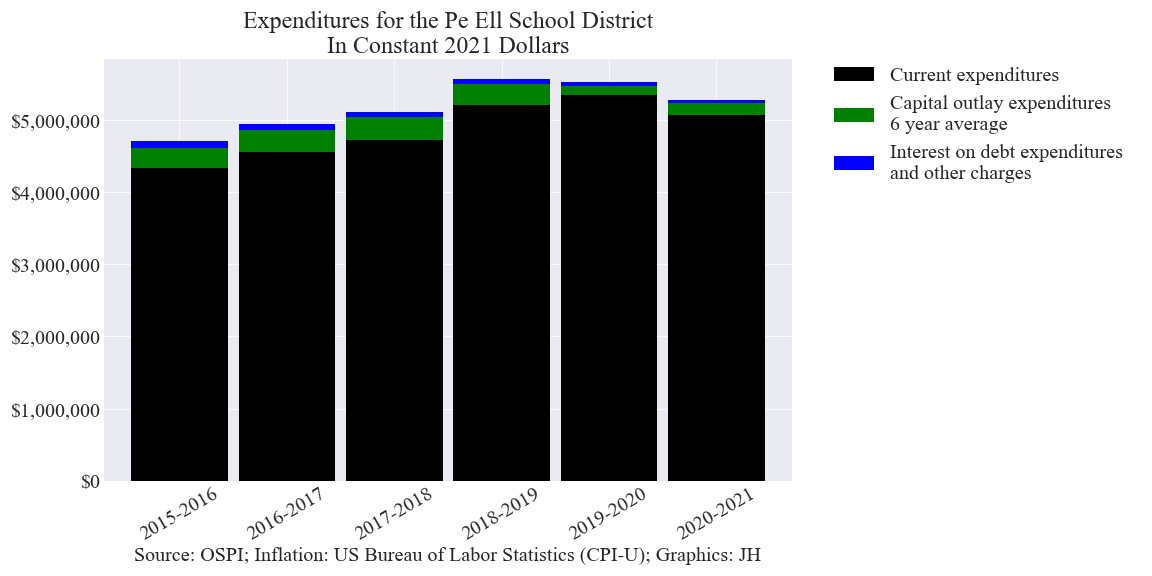 Expenditures for the Pe Ell School District
In Constant 2021 Dollars
Current expenditures
Capital outlay expenditures
6 year average
Interest on debt expenditures
and other charges
$5,000,000
$4,000,000
$3,000,000
$2,000,000
$1,000,000
$0
2015-2016
2016-2017
2017-2018
2018-2019
2019-2020
2020-2021
Source: OSPI; Inflation: US Bureau of Labor Statistics (CPI-U); Graphics: JH